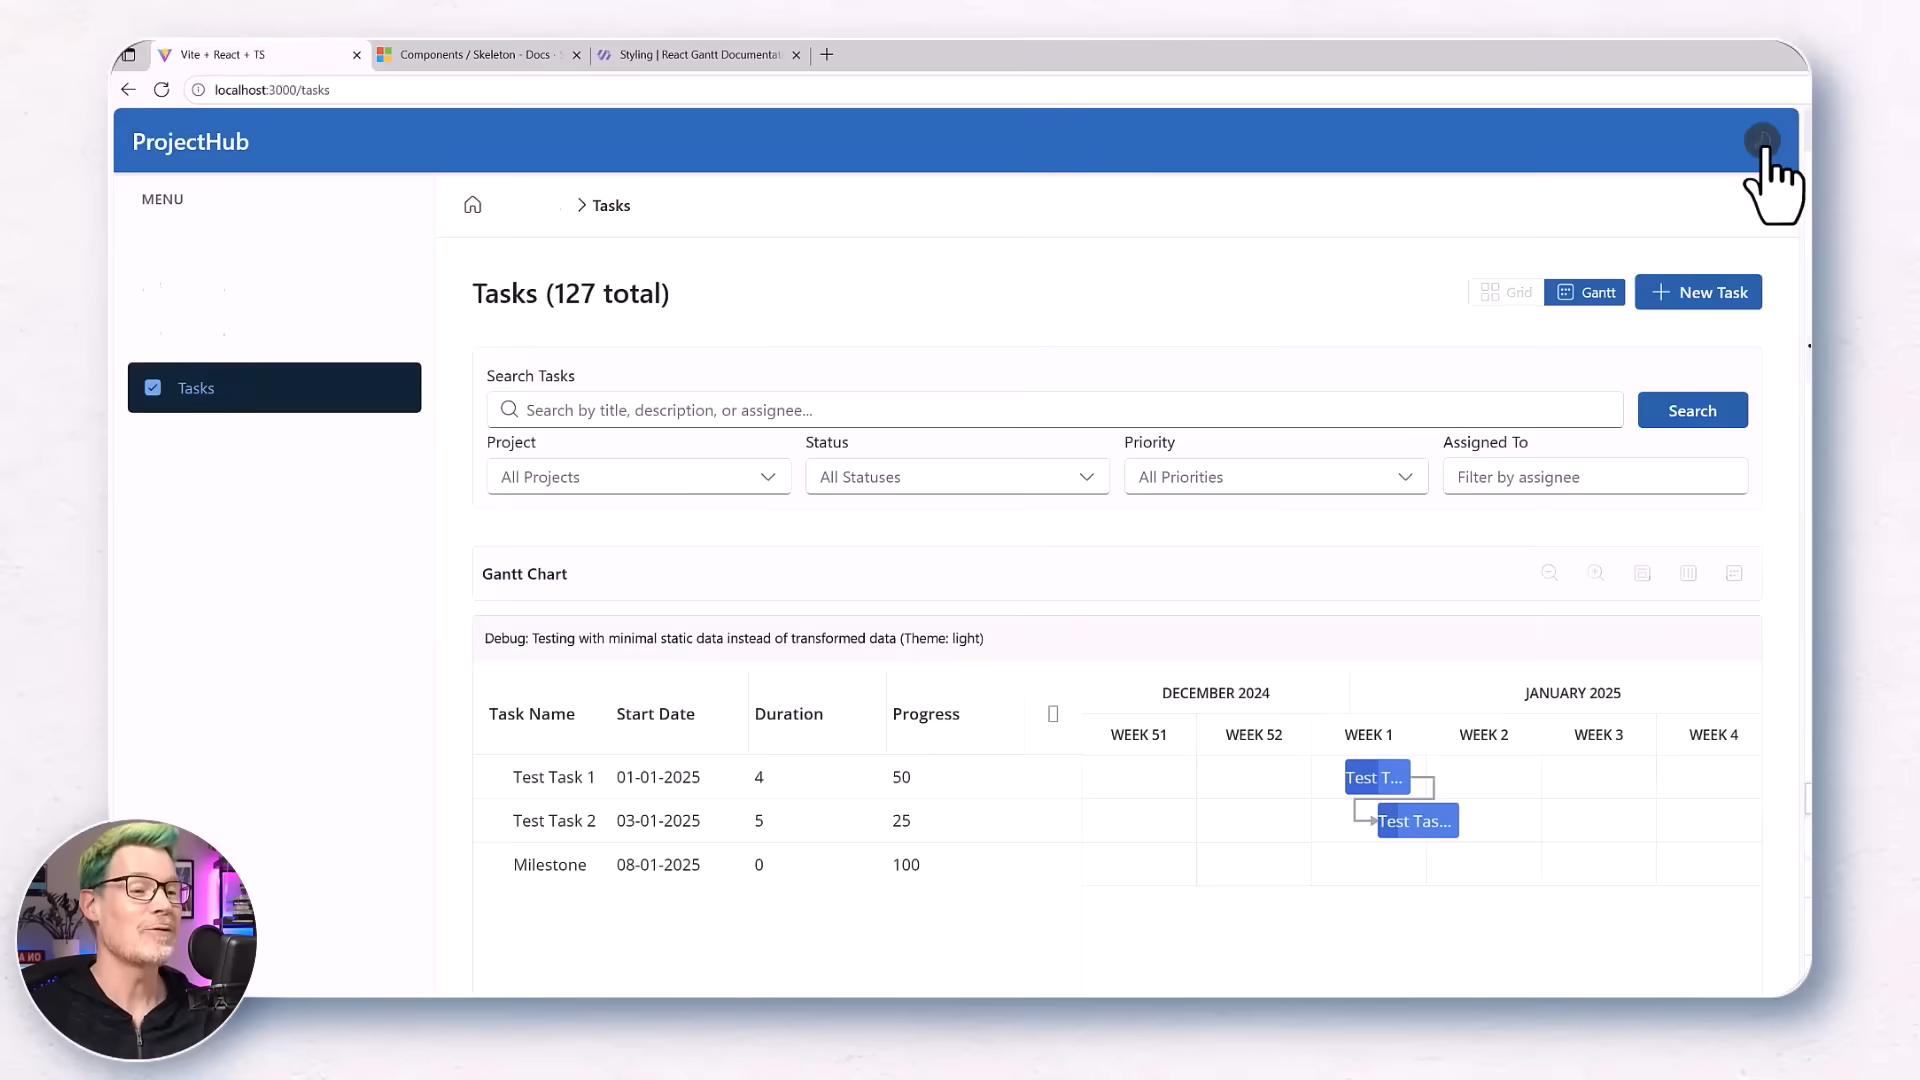 Vite + React + TS
Components / Skeleton - Docs
Styling | React Gantt Documentat
localhost:3000/tasks
ProjectHub
MENU
Tasks
Tasks
Tasks (127 total)
Grid
Gantt
New Task
Search Tasks
Search by title, description, or assignee...
Search
Project
Status
Priority
Assigned To
All Projects
All Statuses
All Priorities
Filter by assignee
Gantt Chart
Debug: Testing with minimal static data instead of transformed data (Theme: light)
Task Name Start Date Duration Progress
DECEMBER 2024 JANUARY 2025
WEEK 51 WEEK 52 WEEK 1 WEEK 2 WEEK 3 WEEK 4
Test Task 1 01-01-2025 4 50
Test T...
Test Task 2 03-01-2025 5 25
Test Tas...
Milestone 08-01-2025 0 100